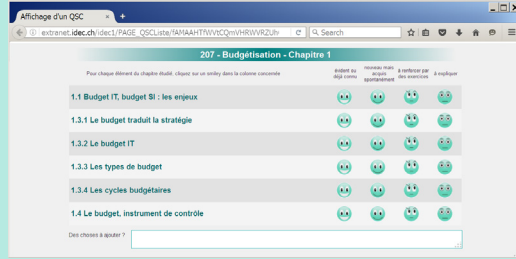 Affichage d'un QSC
extranet.idec.ch/idec1/PAGE_QSCListe/fAMAAHTfWVtCQmVHRWVRZUh
Search
207 - Budgétisation - Chapitre 1
Pour chaque élément du chapitre étudié, cliquez sur un smiley dans la colonne concernée
évident ou déjà connu
nouveau mais acquis spontanément
à renforcer par des exercices
à expliquer
1.1 Budget IT, budget SI : les enjeux
1.3.1 Le budget traduit la stratégie
1.3.2 Le budget IT
1.3.3 Les types de budget
1.3.4 Les cycles budgétaires
1.4 Le budget, instrument de contrôle
Des choses à ajouter ?